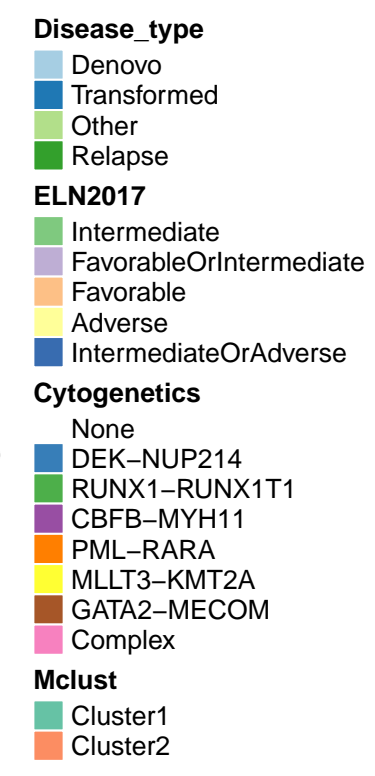 Disease_type
Denovo
Transformed
Other
Relapse
ELN2017
Intermediate
FavorableOrIntermediate
Favorable
Adverse
IntermediateOrAdverse
Cytogenetics
None
DEK−NUP214
RUNX1−RUNX1T1
CBFB−MYH11
PML−RARA
MLLT3−KMT2A
GATA2−MECOM
Complex
Mclust
Cluster1
Cluster2